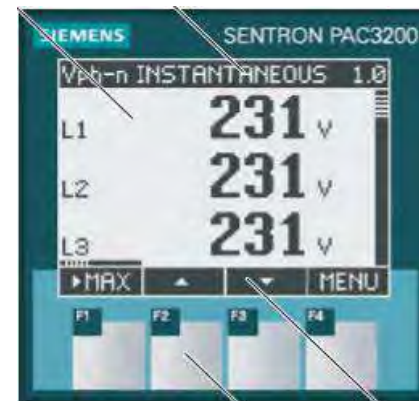 SIEMENS SENTRON PAC3200
Vph-n INSTANTANEOUS 1.0
L1 231 V
L2 231 V
L3 231 V
▸MAX ▲ ▼ MENU
F1 F2 F3 F4